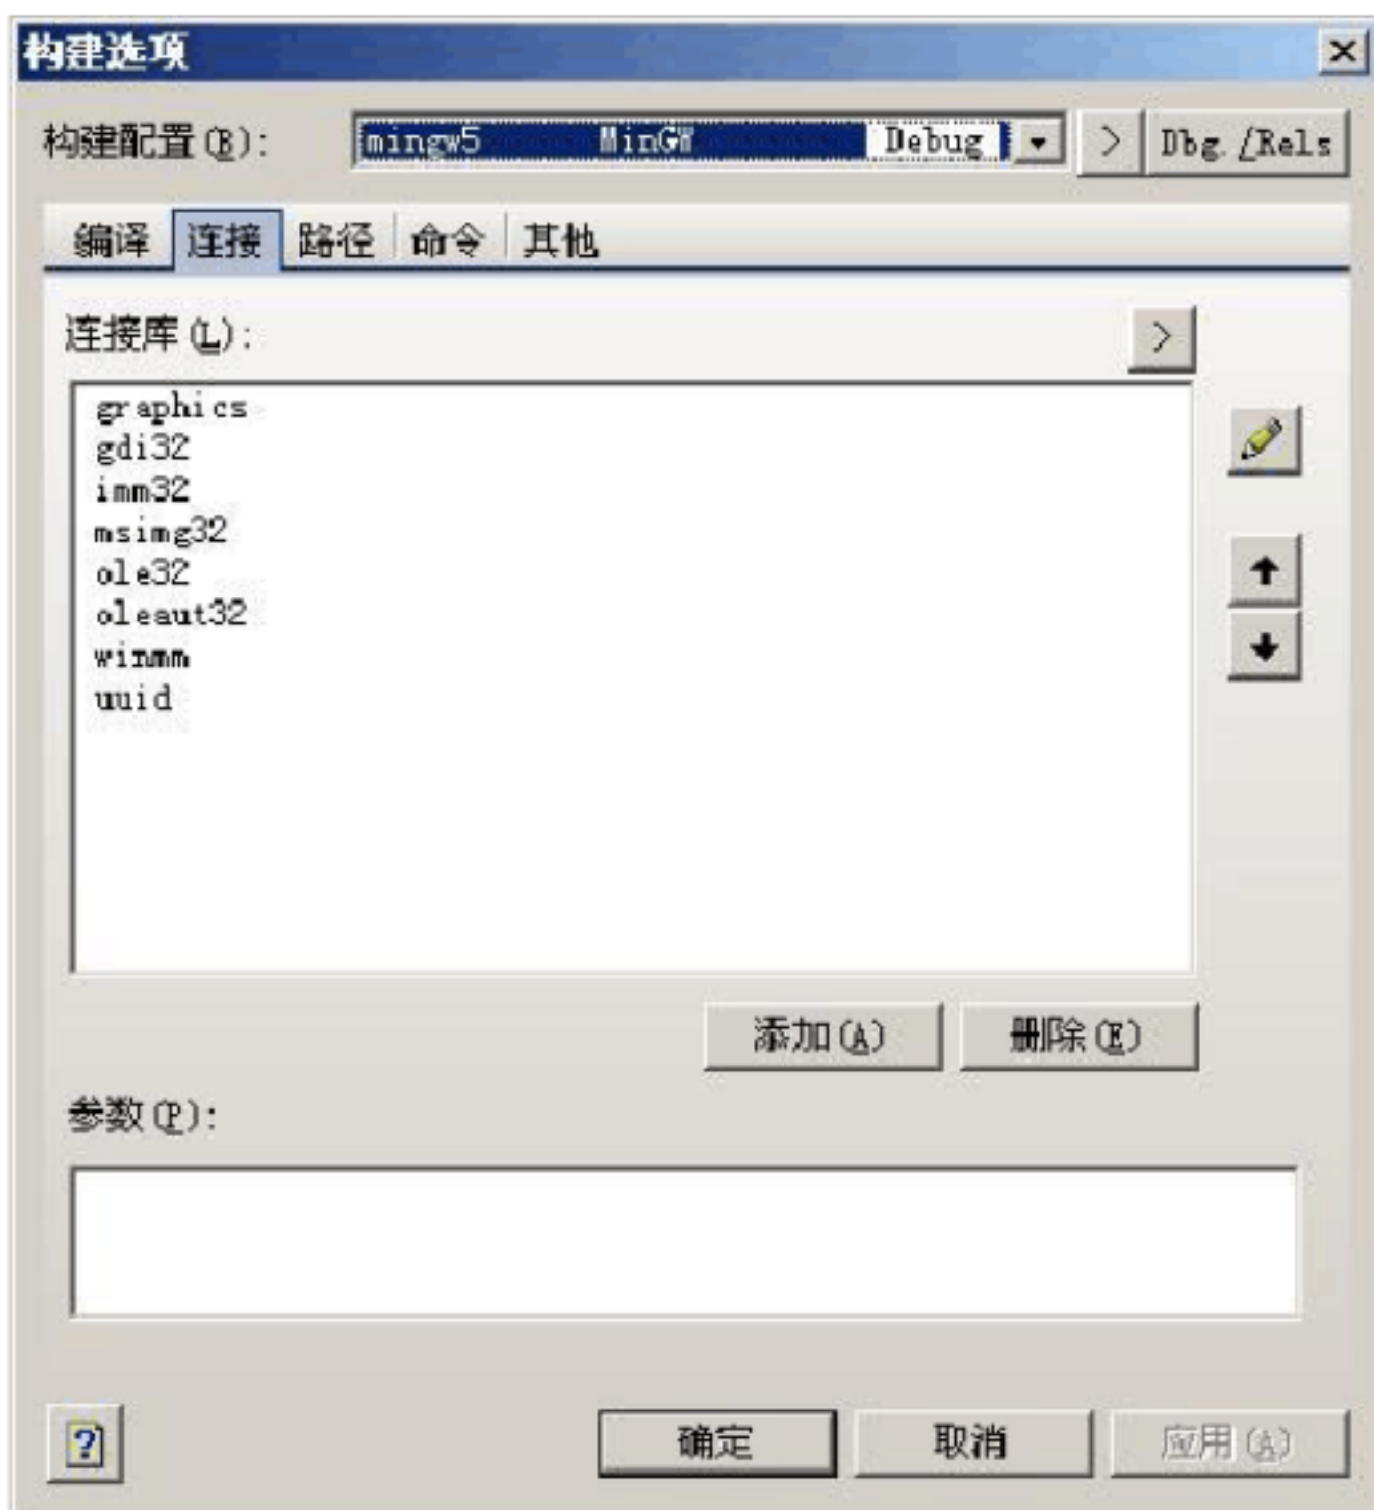 构建选项
构建配置(B): mingw5 MinGW Debug > Dbg./Rels
编译 连接 路径 命令 其他
连接库(L): >
graphics
gdi32
imm32
msimg32
ole32
oleaut32
winmm
uuid
添加(A) 删除(E)
参数(P):
确定 取消 应用(A)